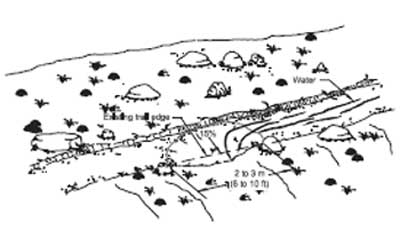 Water
Existing trail edge
15%
2 to 3 m
(6 to 10 ft)